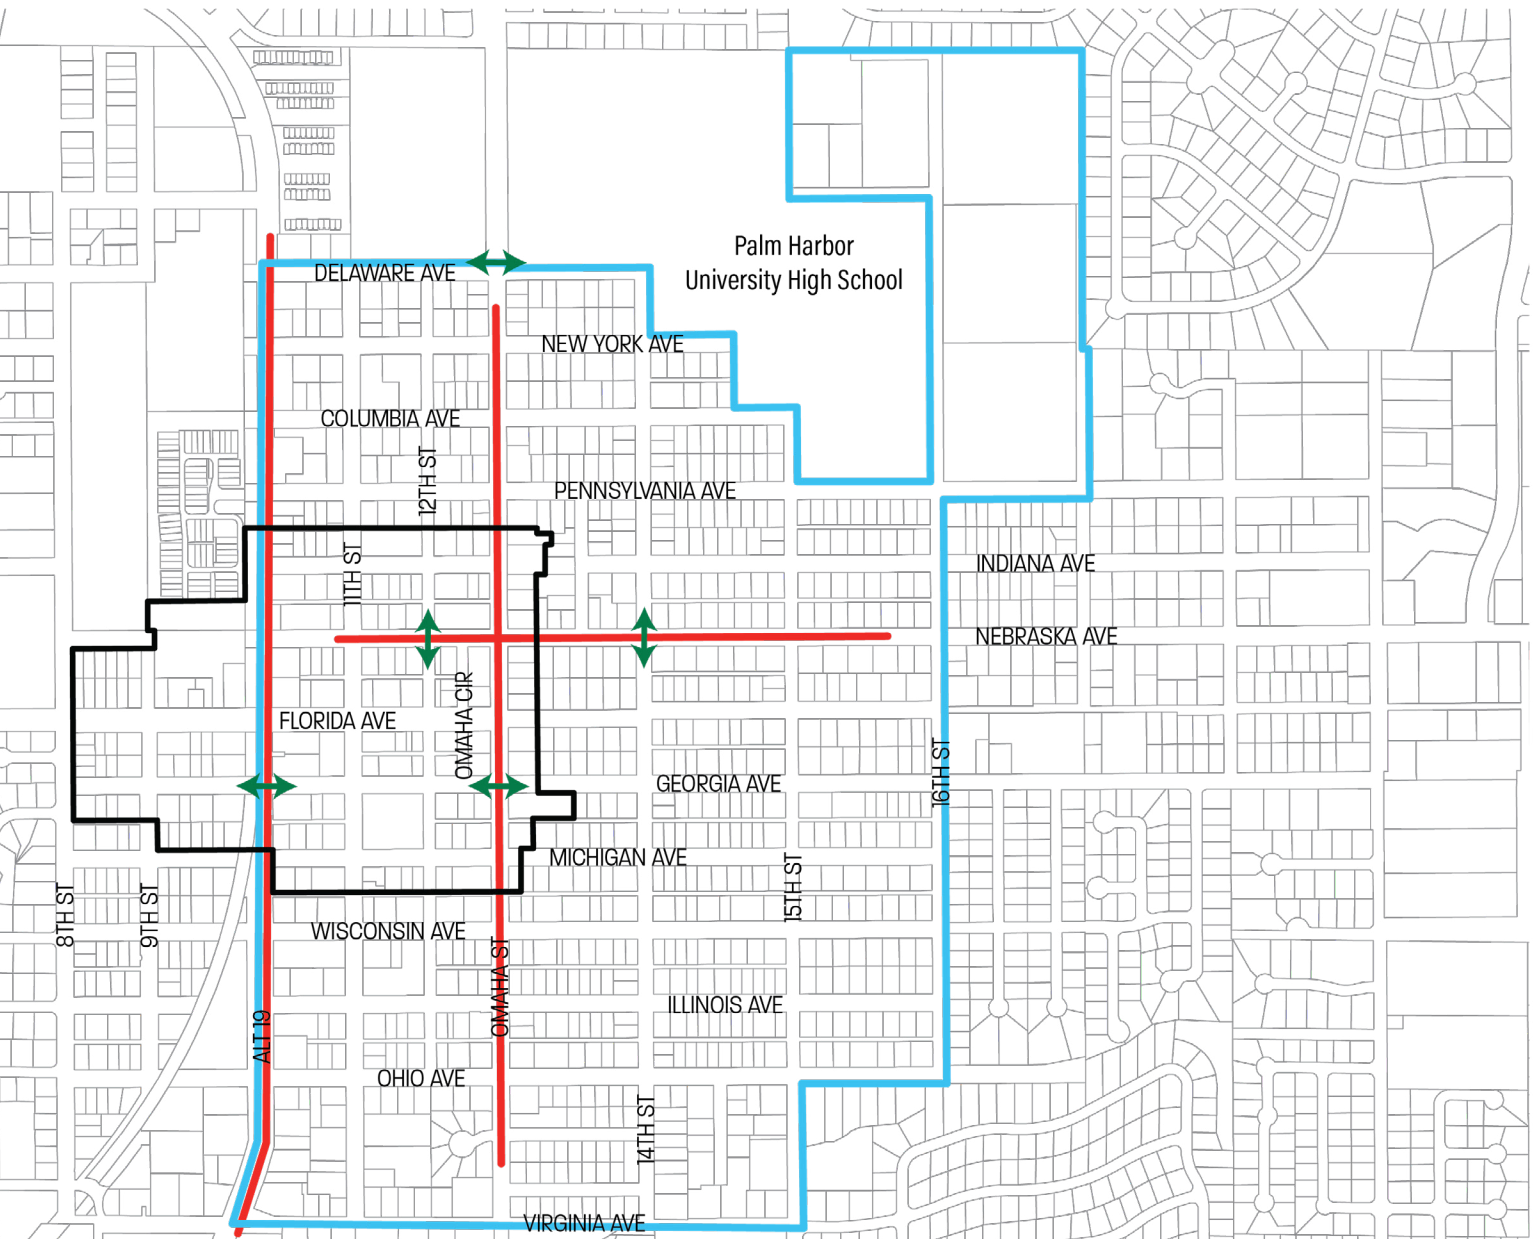 Palm Harbor
University High School
DELAWARE AVE
NEW YORK AVE
COLUMBIA AVE
12TH ST
PENNSYLVANIA AVE
11TH ST
INDIANA AVE
NEBRASKA AVE
OMAHA CIR
FLORIDA AVE
16TH ST
GEORGIA AVE
MICHIGAN AVE
15TH ST
8TH ST
9TH ST
WISCONSIN AVE
OMAHA ST
ILLINOIS AVE
ALT 19
OHIO AVE
14TH ST
VIRGINIA AVE